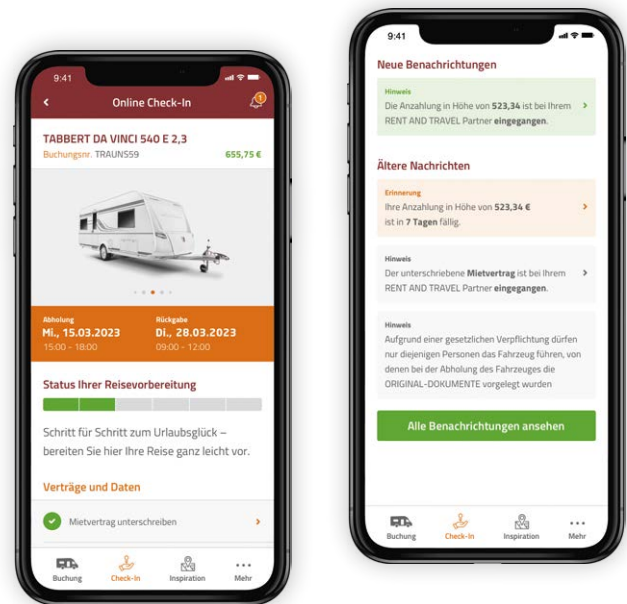 9:41
Online Check-In
1
TABBERT DA VINCI 540 E 2,3
Buchungsnr. TRAUNS59
655,75 €
Abholung
Mi., 15.03.2023
15:00 - 18:00
Rückgabe
Di., 28.03.2023
09:00 - 12:00
Status Ihrer Reisevorbereitung
Schritt für Schritt zum Urlaubsglück –
bereiten Sie hier Ihre Reise ganz leicht vor.
Verträge und Daten
Mietvertrag unterschreiben
Buchung
Check-In
Inspiration
Mehr
9:41
Neue Benachrichtungen
Hinweis
Die Anzahlung in Höhe von 523,34 ist bei Ihrem
RENT AND TRAVEL Partner eingegangen.
Ältere Nachrichten
Erinnerung
Ihre Anzahlung in Höhe von 523,34 €
ist in 7 Tagen fällig.
Hinweis
Der unterschriebene Mietvertrag ist bei Ihrem
RENT AND TRAVEL Partner eingegangen.
Hinweis
Aufgrund einer gesetzlichen Verpflichtung dürfen
nur diejenigen Personen das Fahrzeug führen, von
denen bei der Abholung des Fahrzeuges die
ORIGINAL-DOKUMENTE vorgelegt wurden
Alle Benachrichtungen ansehen
Buchung
Check-In
Inspiration
Mehr